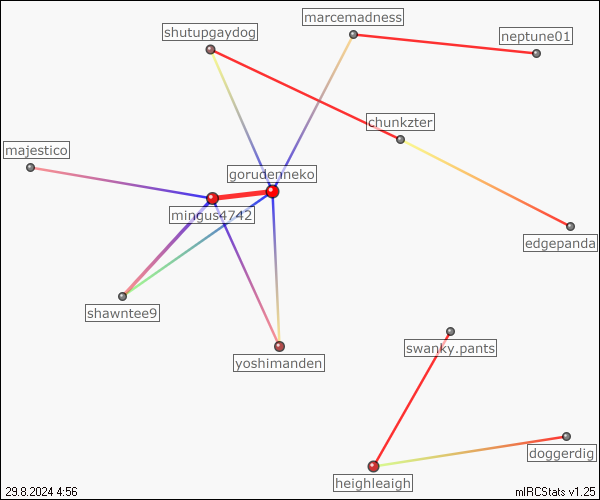 marcemadness
shutupgaydog
neptune01
chunkzter
majestico
gorudenneko
mingus4742
edgepanda
shawntee9
swanky.pants
yoshimanden
doggerdig
heighleaigh
29.8.2024 4:56
mIRCStats v1.25